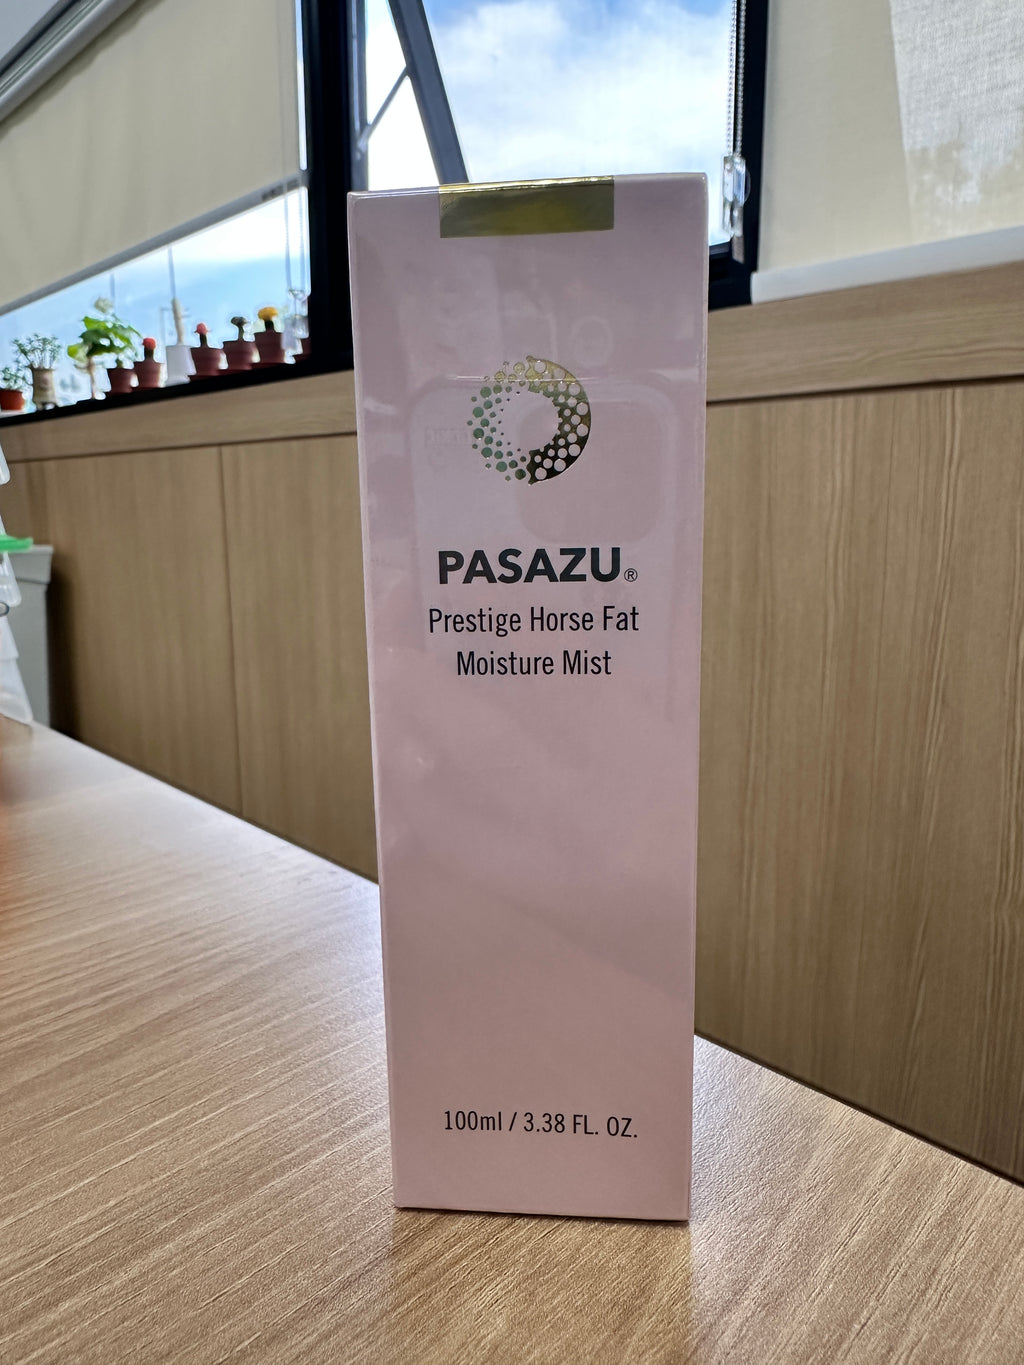 PASAZU®
Prestige Horse Fat
Moisture Mist
100ml / 3.38 FL. OZ.